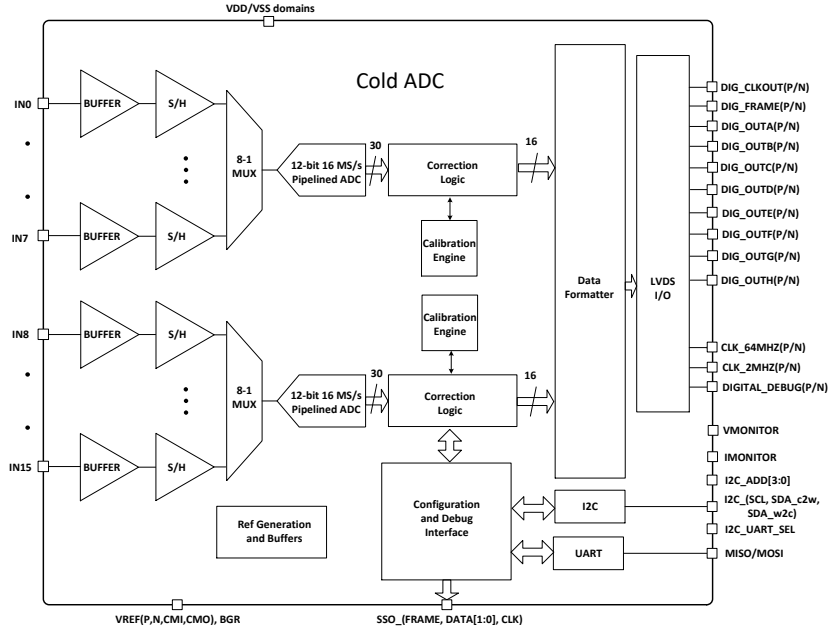 VDD/VSS domains
Cold ADC
IN0
BUFFER
S/H
8-1
MUX
12-bit 16 MS/s
Pipelined ADC
30
Correction
Logic
16
IN7
BUFFER
S/H
Calibration
Engine
Data
Formatter
LVDS
I/O
DIG_CLKOUT(P/N)
DIG_FRAME(P/N)
DIG_OUTA(P/N)
DIG_OUTB(P/N)
DIG_OUTC(P/N)
DIG_OUTD(P/N)
DIG_OUTE(P/N)
DIG_OUTF(P/N)
DIG_OUTG(P/N)
DIG_OUTH(P/N)
IN8
BUFFER
S/H
Calibration
Engine
8-1
MUX
12-bit 16 MS/s
Pipelined ADC
30
Correction
Logic
16
CLK_64MHZ(P/N)
CLK_2MHZ(P/N)
DIGITAL_DEBUG(P/N)
IN15
BUFFER
S/H
VMONITOR
IMONITOR
I2C_ADD[3:0]
I2C_(SCL, SDA_c2w,
SDA_w2c)
I2C_UART_SEL
MISO/MOSI
Ref Generation
and Buffers
Configuration
and Debug
Interface
I2C
UART
VREF(P,N,CMI,CMO), BGR
SSO_(FRAME, DATA[1:0], CLK)